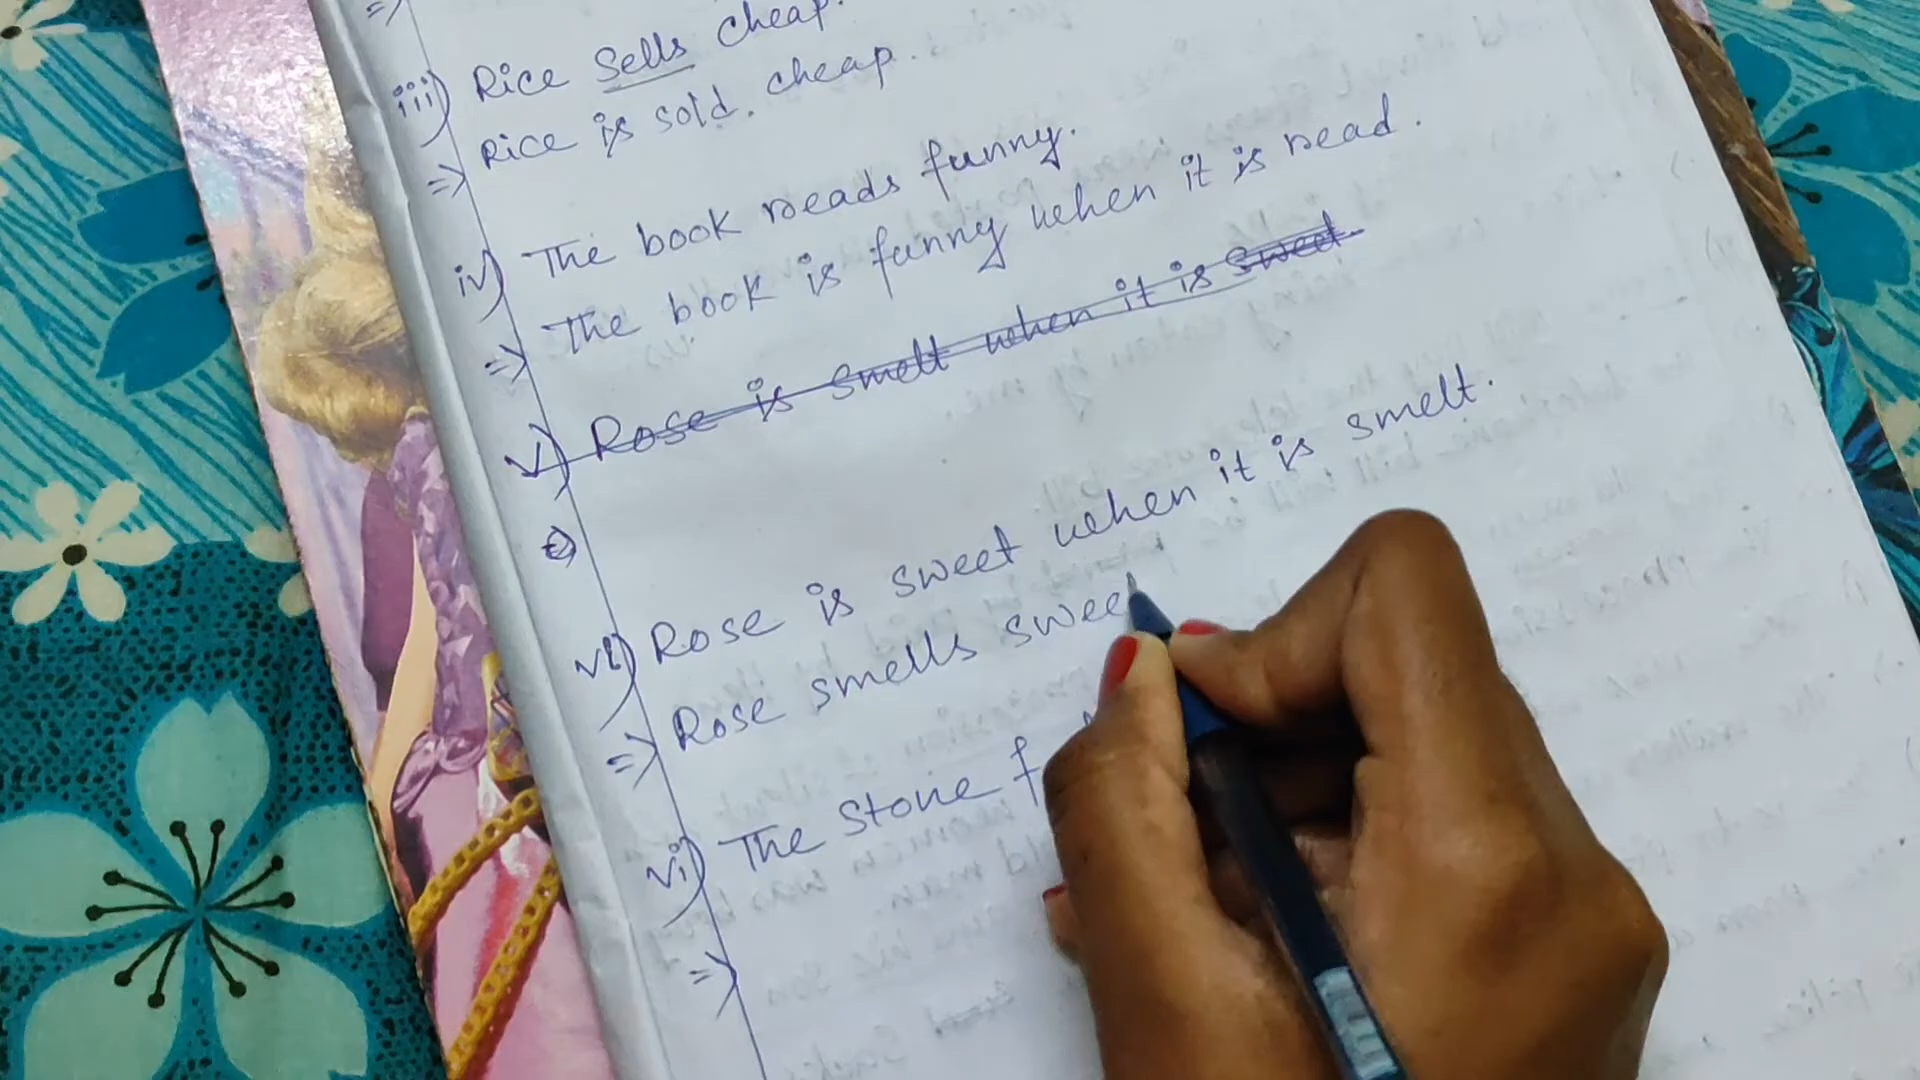 =>
iii) Rice sells cheap.
=> Rice is sold. cheap.
iv) The book reads funny.
=> The book is funny when it is read.
v) Rose is smelt when it is sweet.
=>
vi) Rose is sweet when it is smelt.
=> Rose smells sweet
vi) The stone
=>